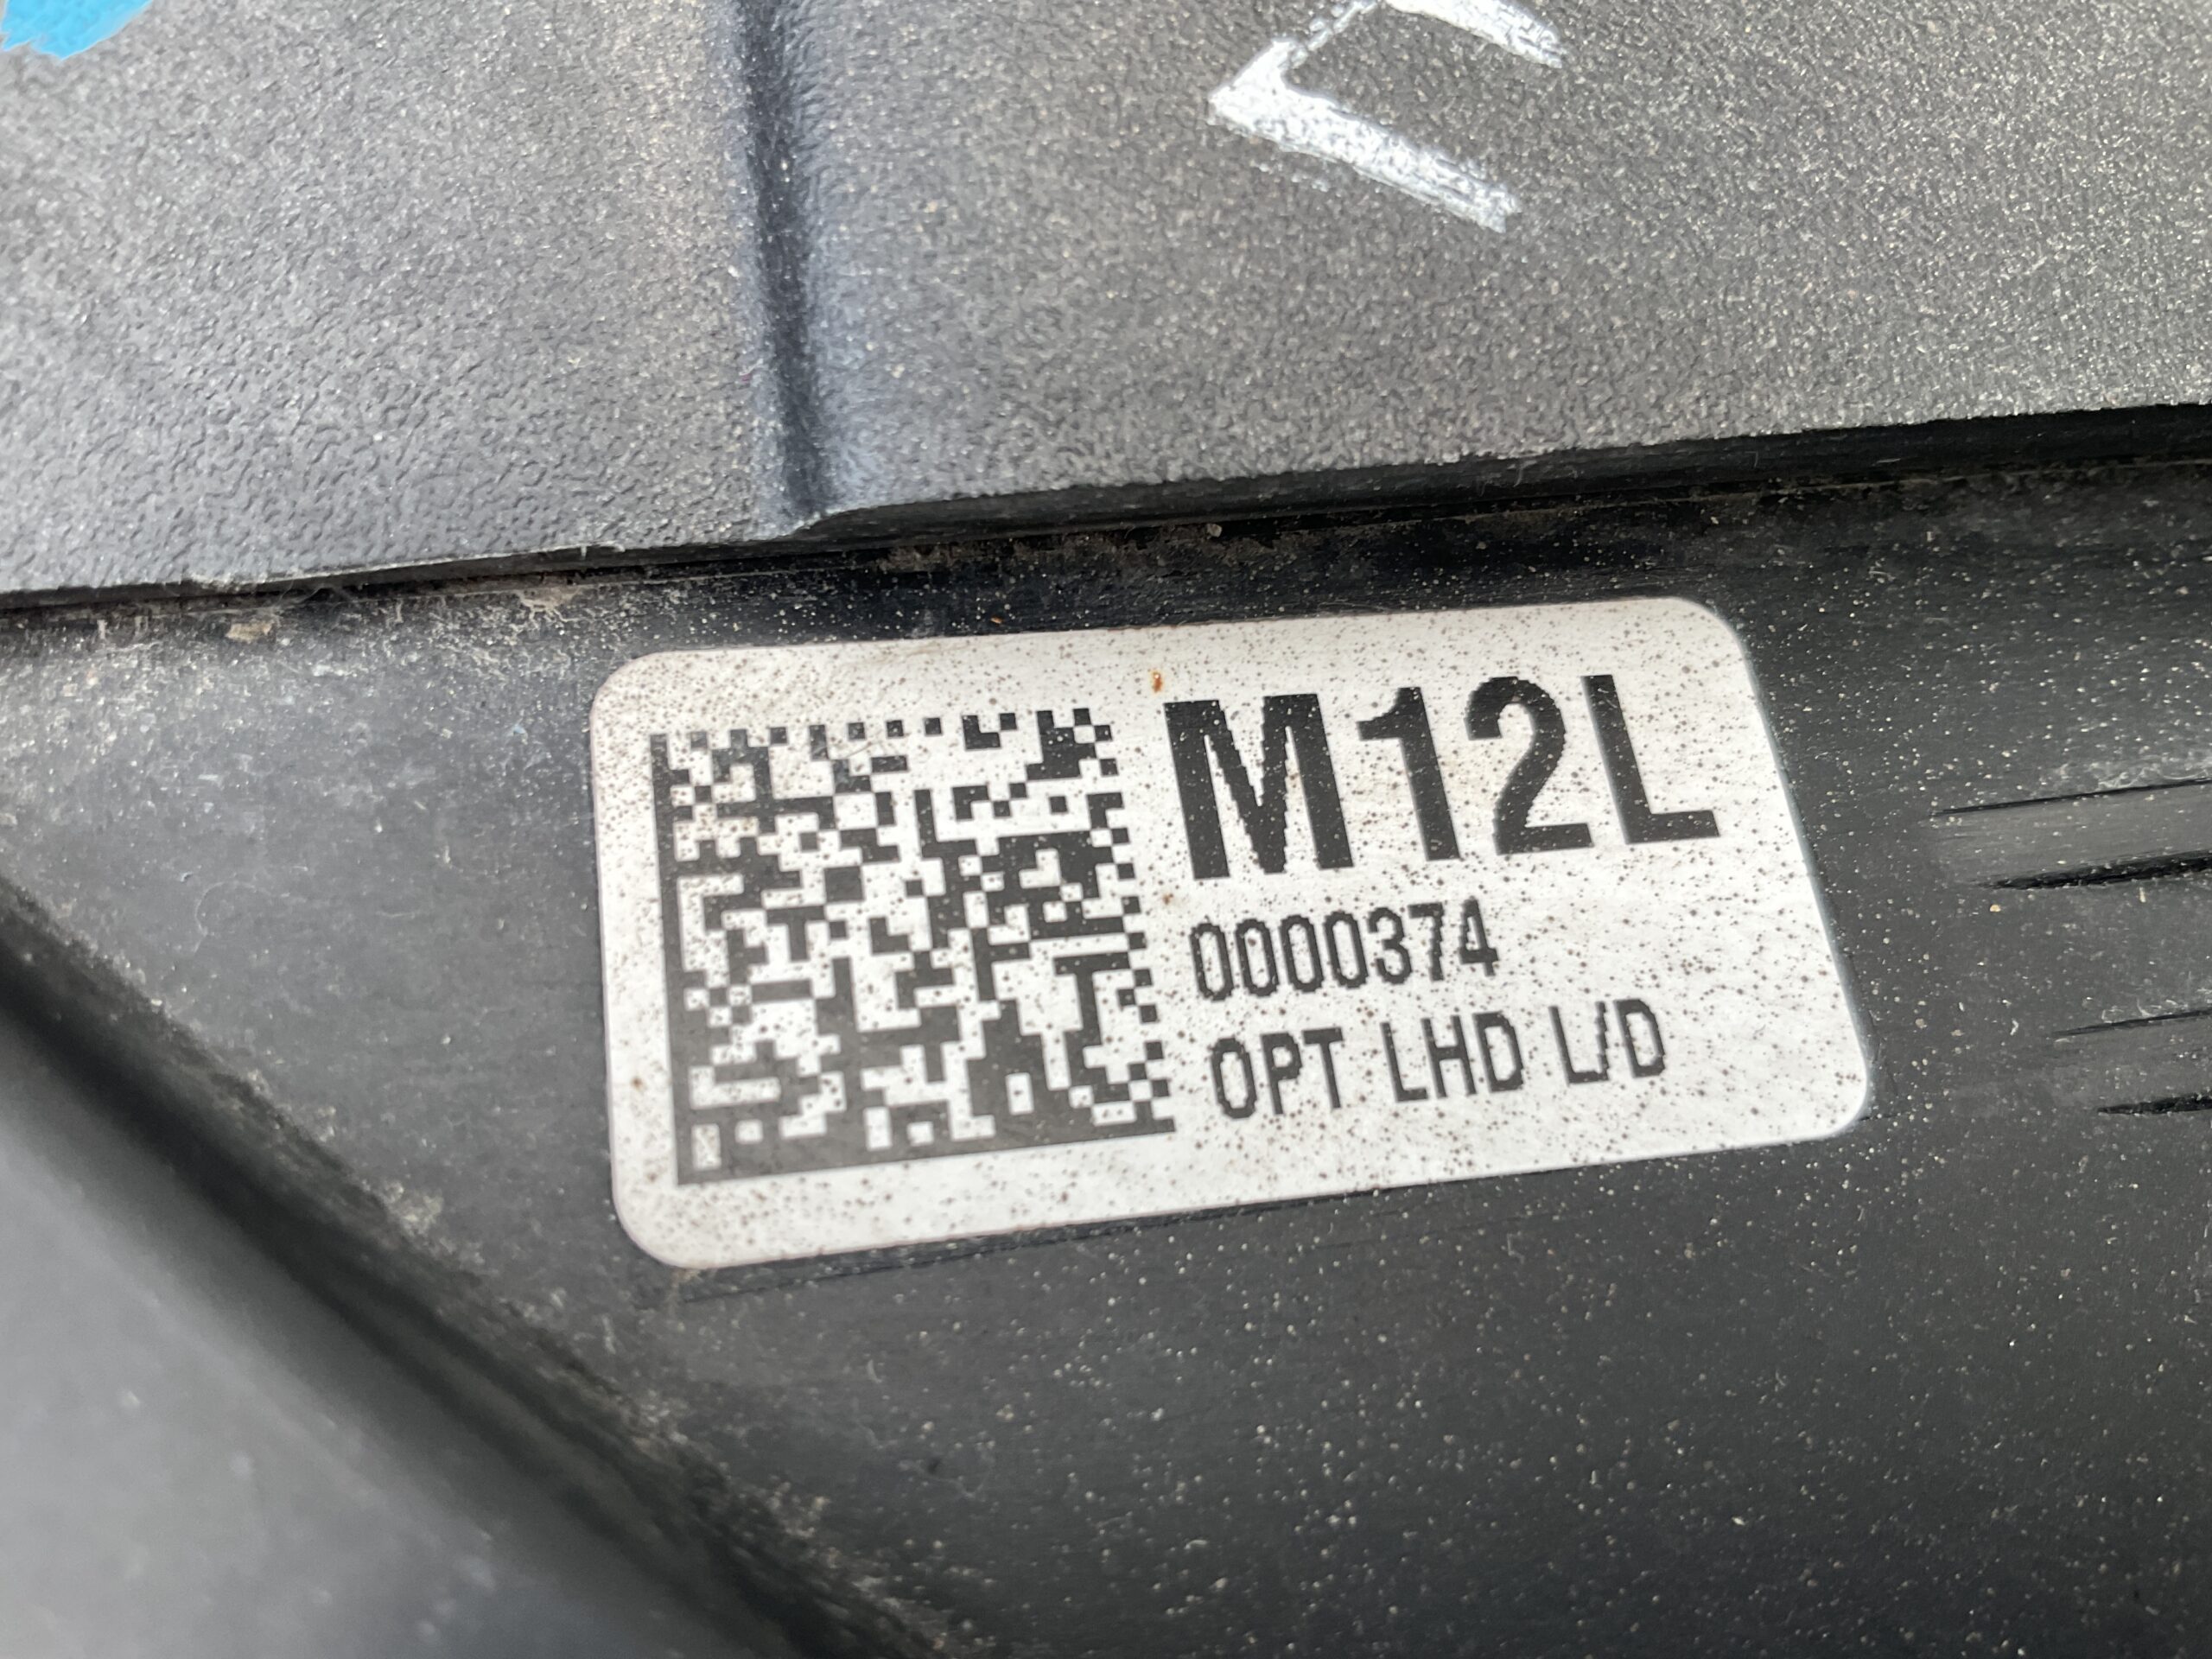 M12L
0000374
OPT LHD L/D